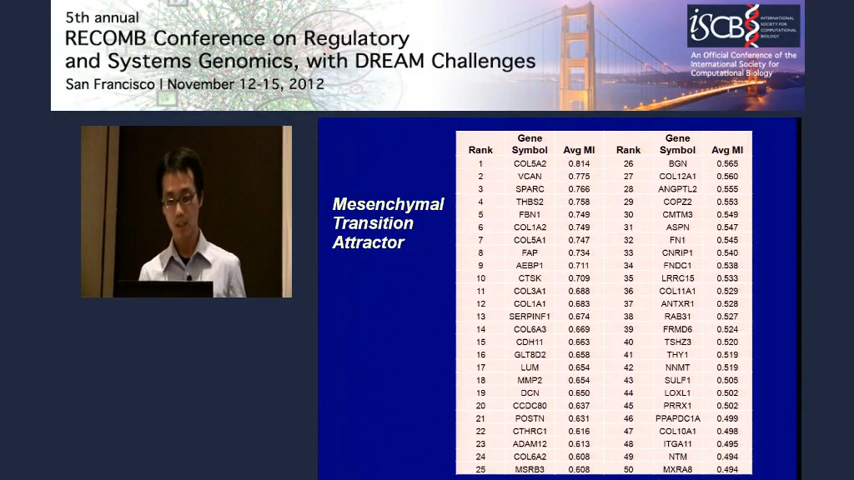 5th annual
RECOMB Conference on Regulatory
and Systems Genomics, with DREAM Challenges
San Francisco | November 12-15, 2012
iSCB
INTERNATIONAL
SOCIETY FOR
COMPUTATIONAL
BIOLOGY
An Official Conference of the
International Society for
Computational Biology
Mesenchymal
Transition
Attractor
Rank Gene Symbol Avg MI Rank Gene Symbol Avg MI
1 COL5A2 0.814 26 BGN 0.565
2 VCAN 0.775 27 COL12A1 0.560
3 SPARC 0.766 28 ANGPTL2 0.555
4 THBS2 0.758 29 COPZ2 0.553
5 FBN1 0.749 30 CMTM3 0.549
6 COL1A2 0.749 31 ASPN 0.547
7 COL5A1 0.747 32 FN1 0.545
8 FAP 0.734 33 CNRIP1 0.540
9 AEBP1 0.711 34 FNDC1 0.538
10 CTSK 0.709 35 LRRC15 0.533
11 COL3A1 0.688 36 COL11A1 0.529
12 COL1A1 0.683 37 ANTXR1 0.528
13 SERPINF1 0.674 38 RAB31 0.527
14 COL6A3 0.669 39 FRMD6 0.524
15 CDH11 0.663 40 TSHZ3 0.520
16 GLT8D2 0.658 41 THY1 0.519
17 LUM 0.654 42 NNMT 0.519
18 MMP2 0.654 43 SULF1 0.505
19 DCN 0.650 44 LOXL1 0.502
20 CCDC80 0.637 45 PRRX1 0.502
21 POSTN 0.631 46 PPAPDC1A 0.499
22 CTHRC1 0.616 47 COL10A1 0.498
23 ADAM12 0.613 48 ITGA11 0.495
24 COL6A2 0.608 49 NTM 0.494
25 MSRB3 0.608 50 MXRA8 0.494